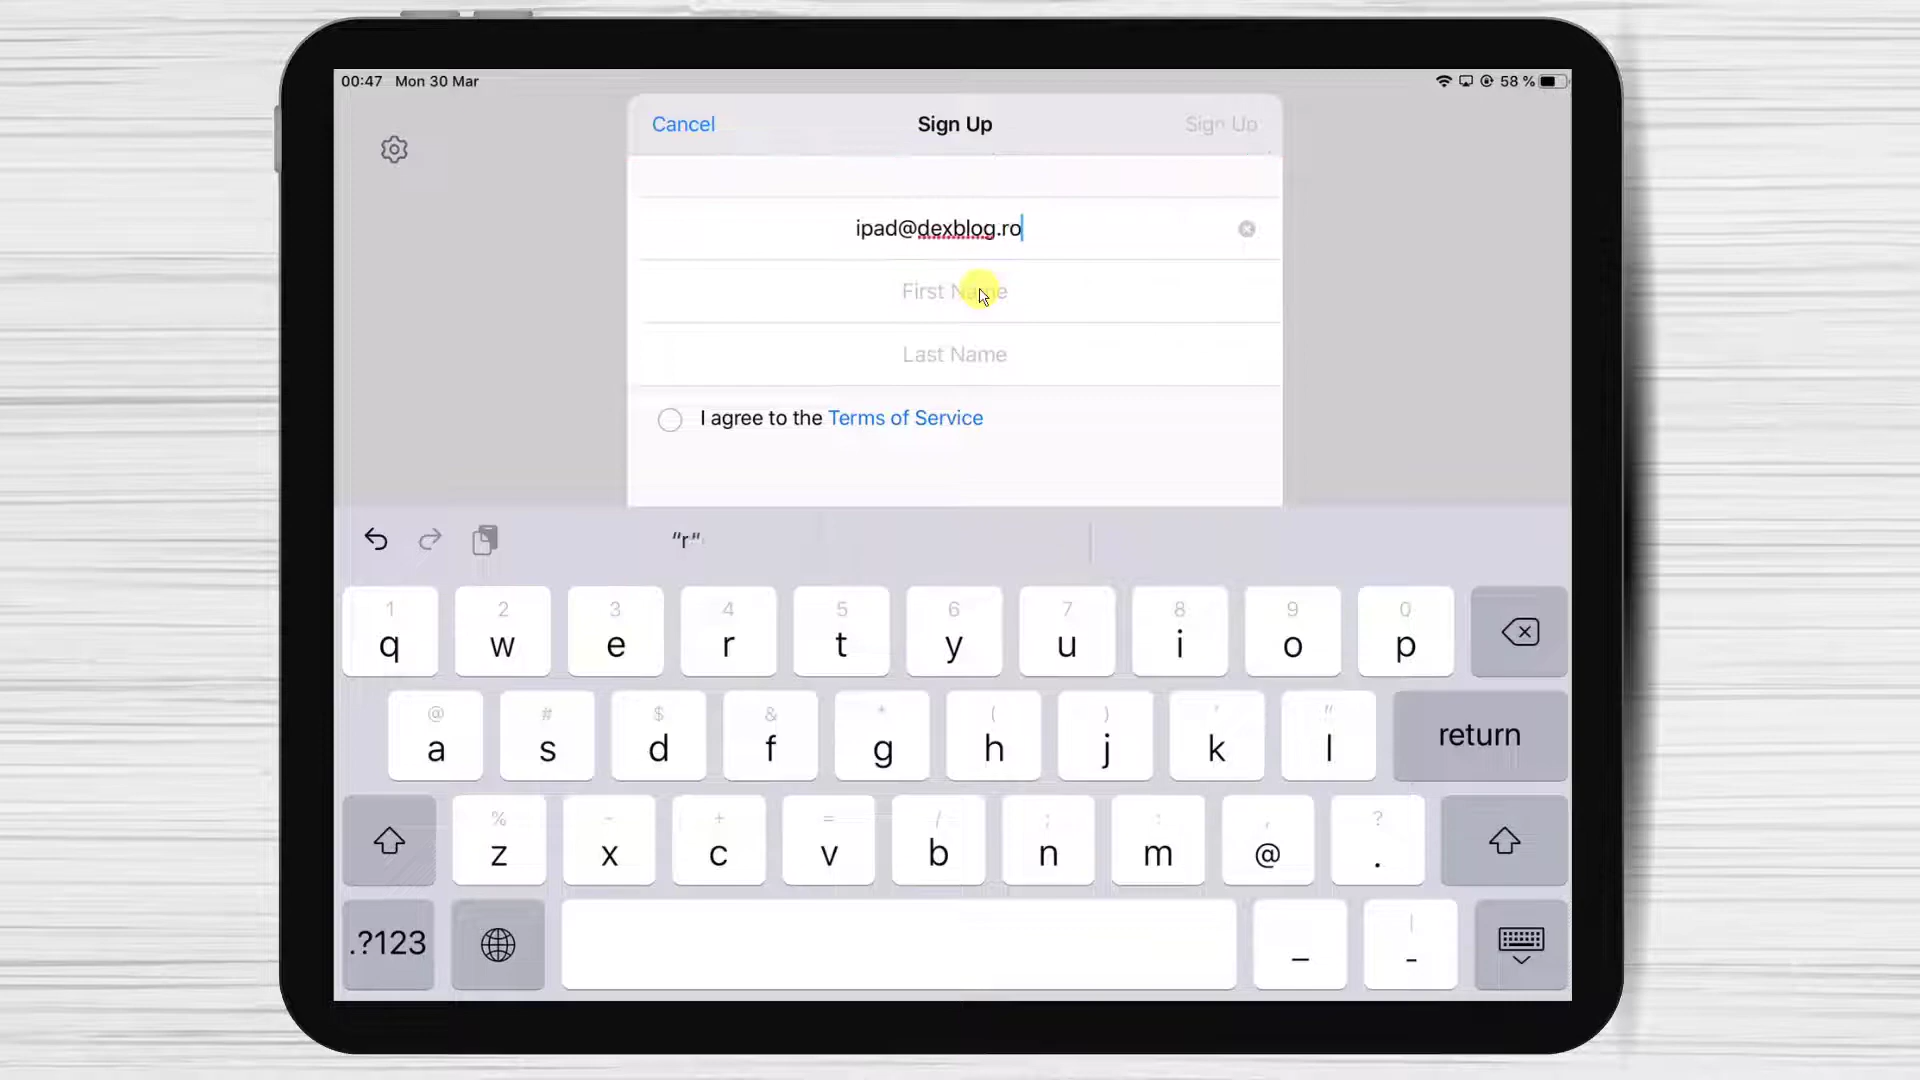 00:47 Mon 30 Mar 58 %
Cancel Sign Up Sign Up
ipad@dexblog.ro
First Name
Last Name
I agree to the Terms of Service
“r“
1 2 3 4 5 6 7 8 9 0
q w e r t y u i o p
@ # $ & * ( ) ' "
a s d f g h j k l return
% - + = / ; : , ?
z x c v b n m @ .
.?123 _ -